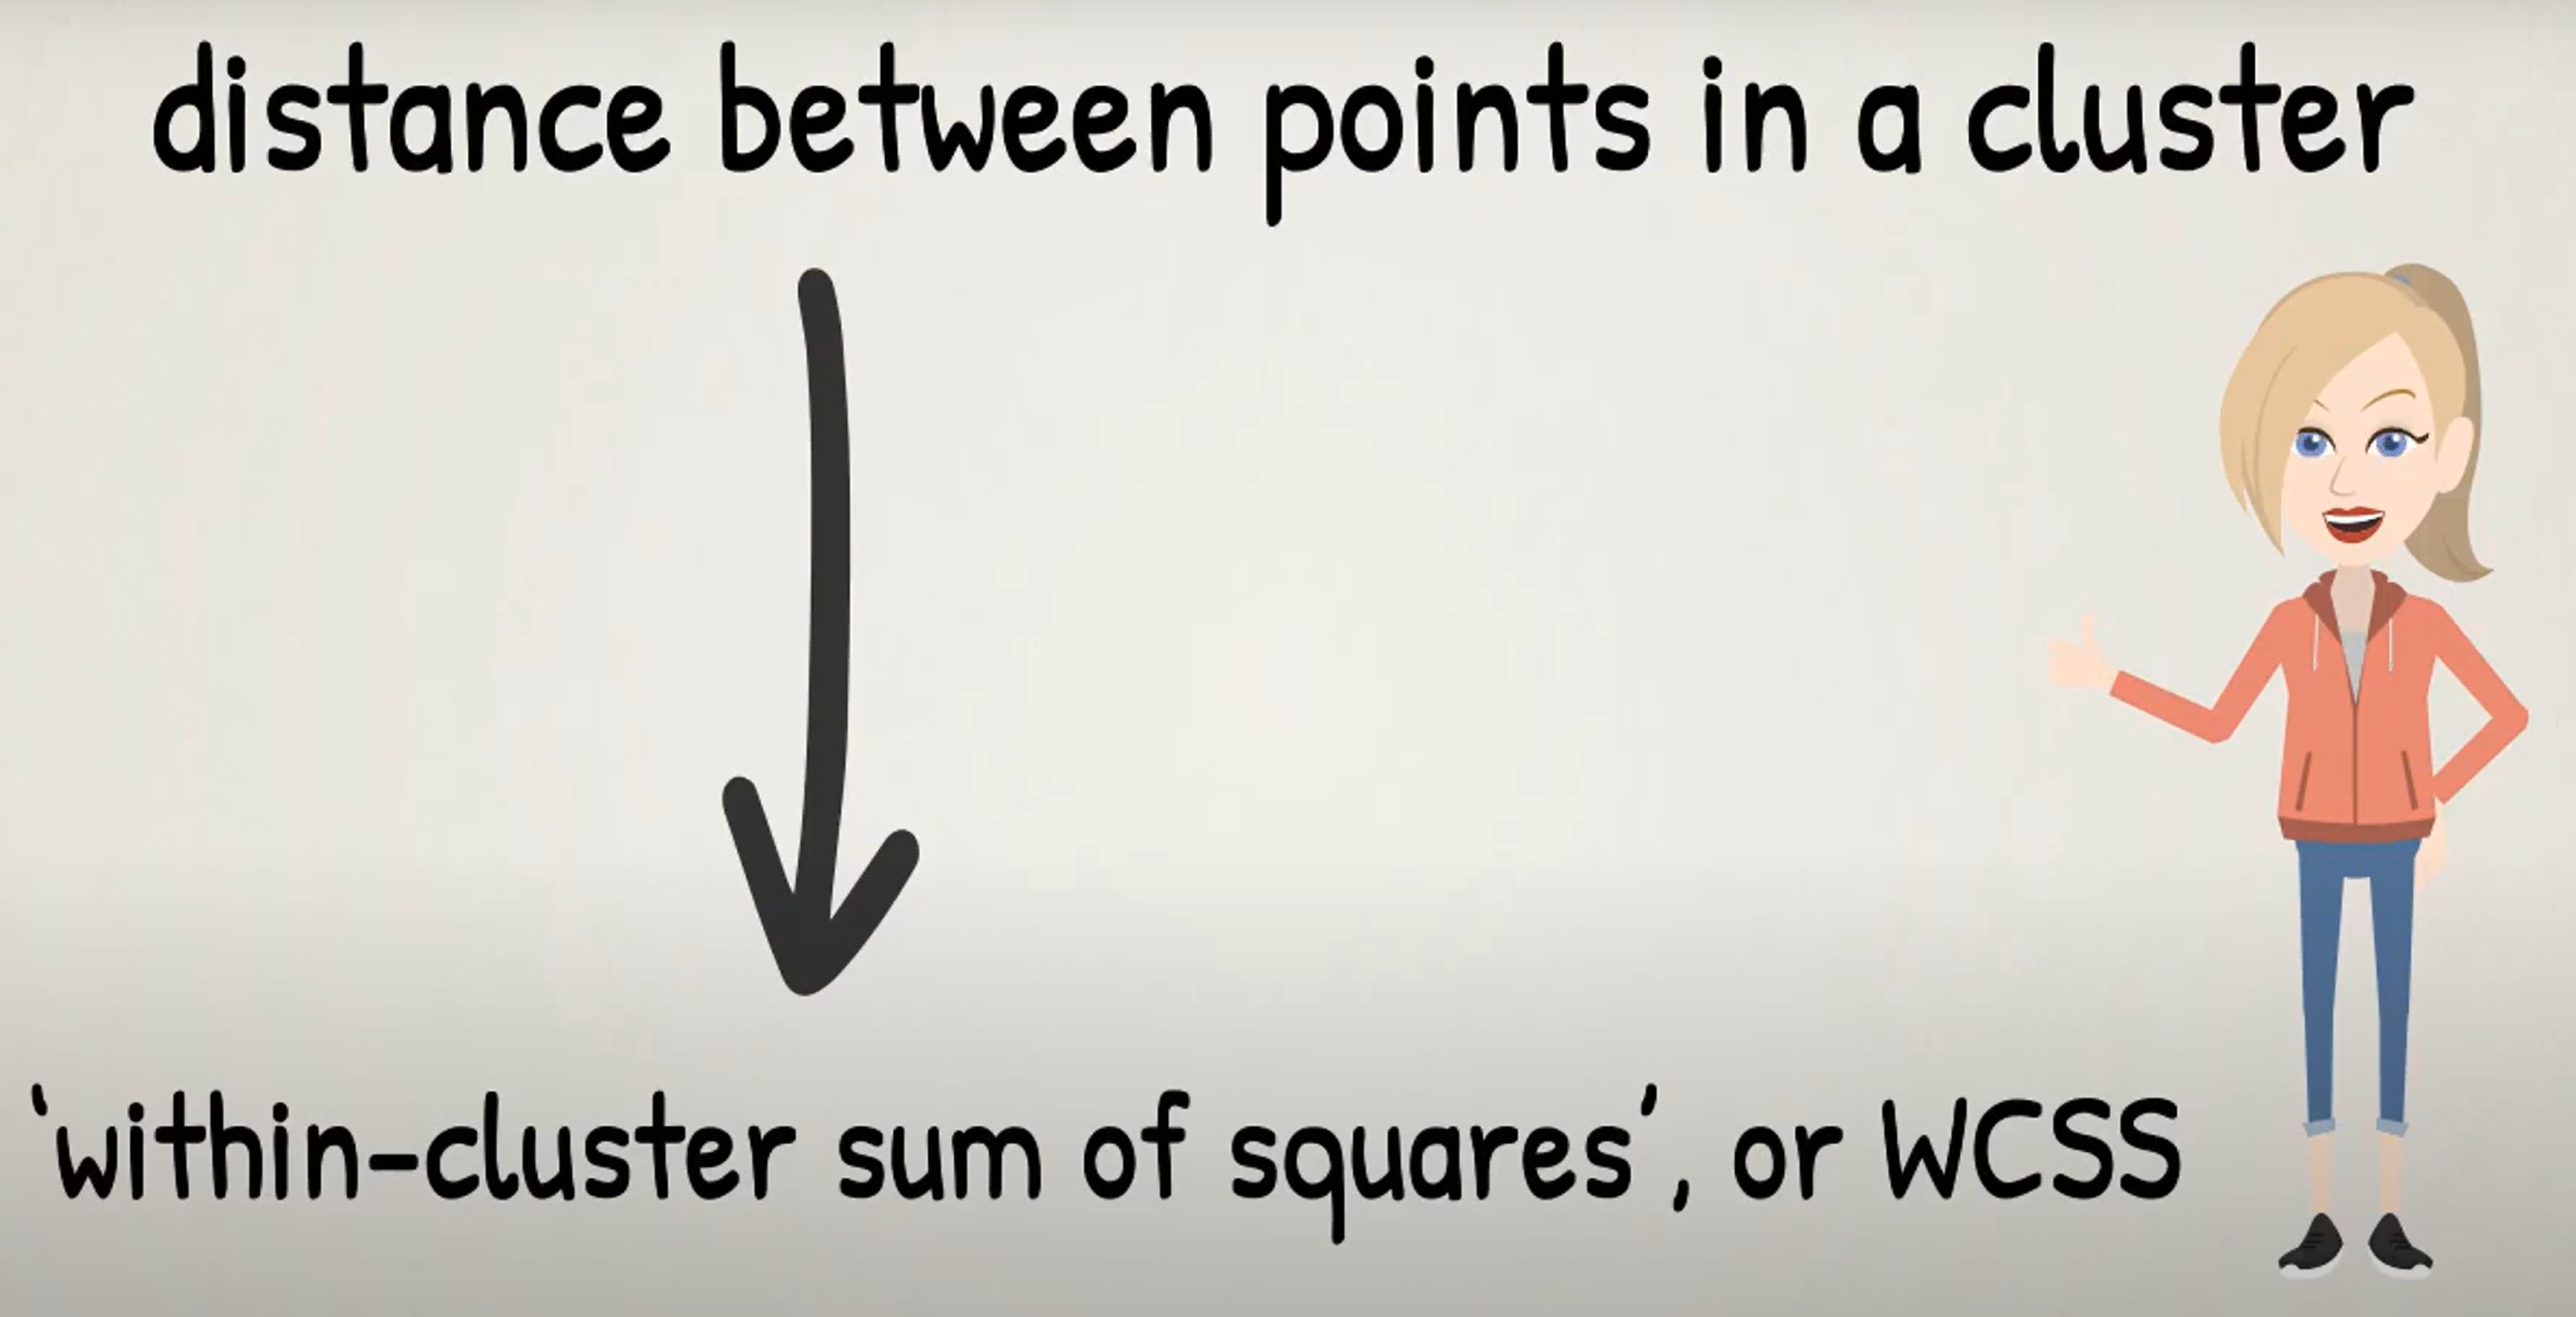 distance between points in a cluster
‘within-cluster sum of squares’, or WCSS